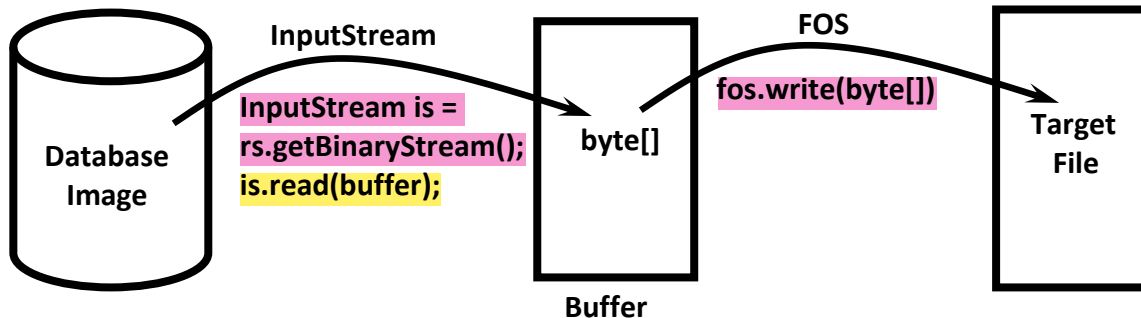 Database
Image
InputStream
InputStream is =
rs.getBinaryStream();
is.read(buffer);
byte[]
Buffer
FOS
fos.write(byte[])
Target
File